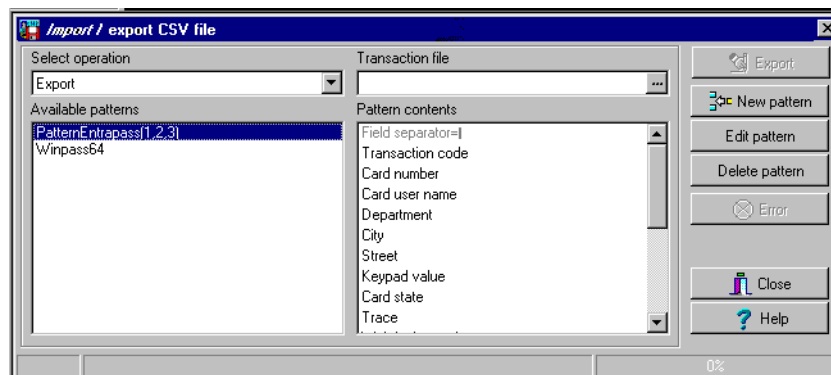 Import / export CSV file
Select operation
Transaction file
Export
...
Export
Available patterns
Pattern contents
New pattern
PatternEntrapass(1,2,3)
Winpass64
Field separator=|
Transaction code
Card number
Card user name
Department
City
Street
Keypad value
Card state
Trace
Edit pattern
Delete pattern
Error
Close
Help
0%